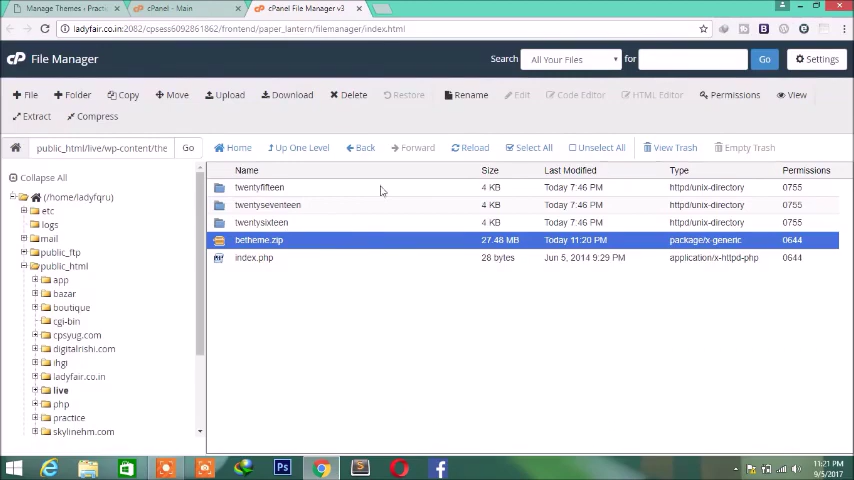 Manage Themes ‹ Practi
cPanel - Main
cPanel File Manager v3
ladyfair.co.in:2082/cpsess6092861862/frontend/paper_lantern/filemanager/index.html
cP File Manager
Search All Your Files for Go Settings
File Folder Copy Move Upload Download Delete Restore Rename Edit Code Editor HTML Editor Permissions View
Extract Compress
public_html/live/wp-content/the Go Home Up One Level Back Forward Reload Select All Unselect All View Trash Empty Trash
Collapse All
(/home/ladyfqru)
etc
logs
mail
public_ftp
public_html
app
bazar
boutique
cgi-bin
cpsyug.com
digitalrishi.com
ihgi
ladyfair.co.in
live
php
practice
skylinehm.com
Name Size Last Modified Type Permissions
twentyfifteen 4 KB Today 7:46 PM httpd/unix-directory 0755
twentyseventeen 4 KB Today 7:46 PM httpd/unix-directory 0755
twentysixteen 4 KB Today 7:46 PM httpd/unix-directory 0755
betheme.zip 27.48 MB Today 11:20 PM package/x-generic 0644
index.php 28 bytes Jun 5, 2014 9:29 PM application/x-httpd-php 0644
11:21 PM
9/5/2017